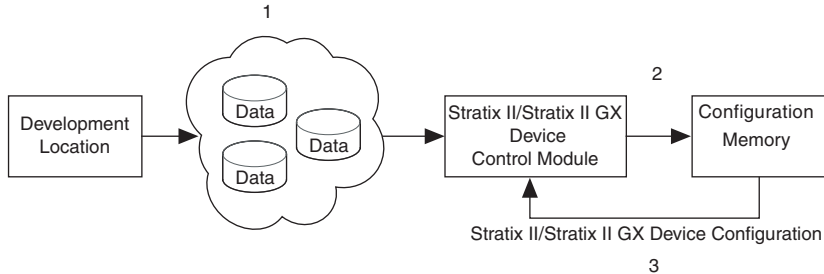 1
Development
Location
Data
Data
Data
Stratix II/Stratix II GX
Device
Control Module
2
Configuration
Memory
Stratix II/Stratix II GX Device Configuration
3